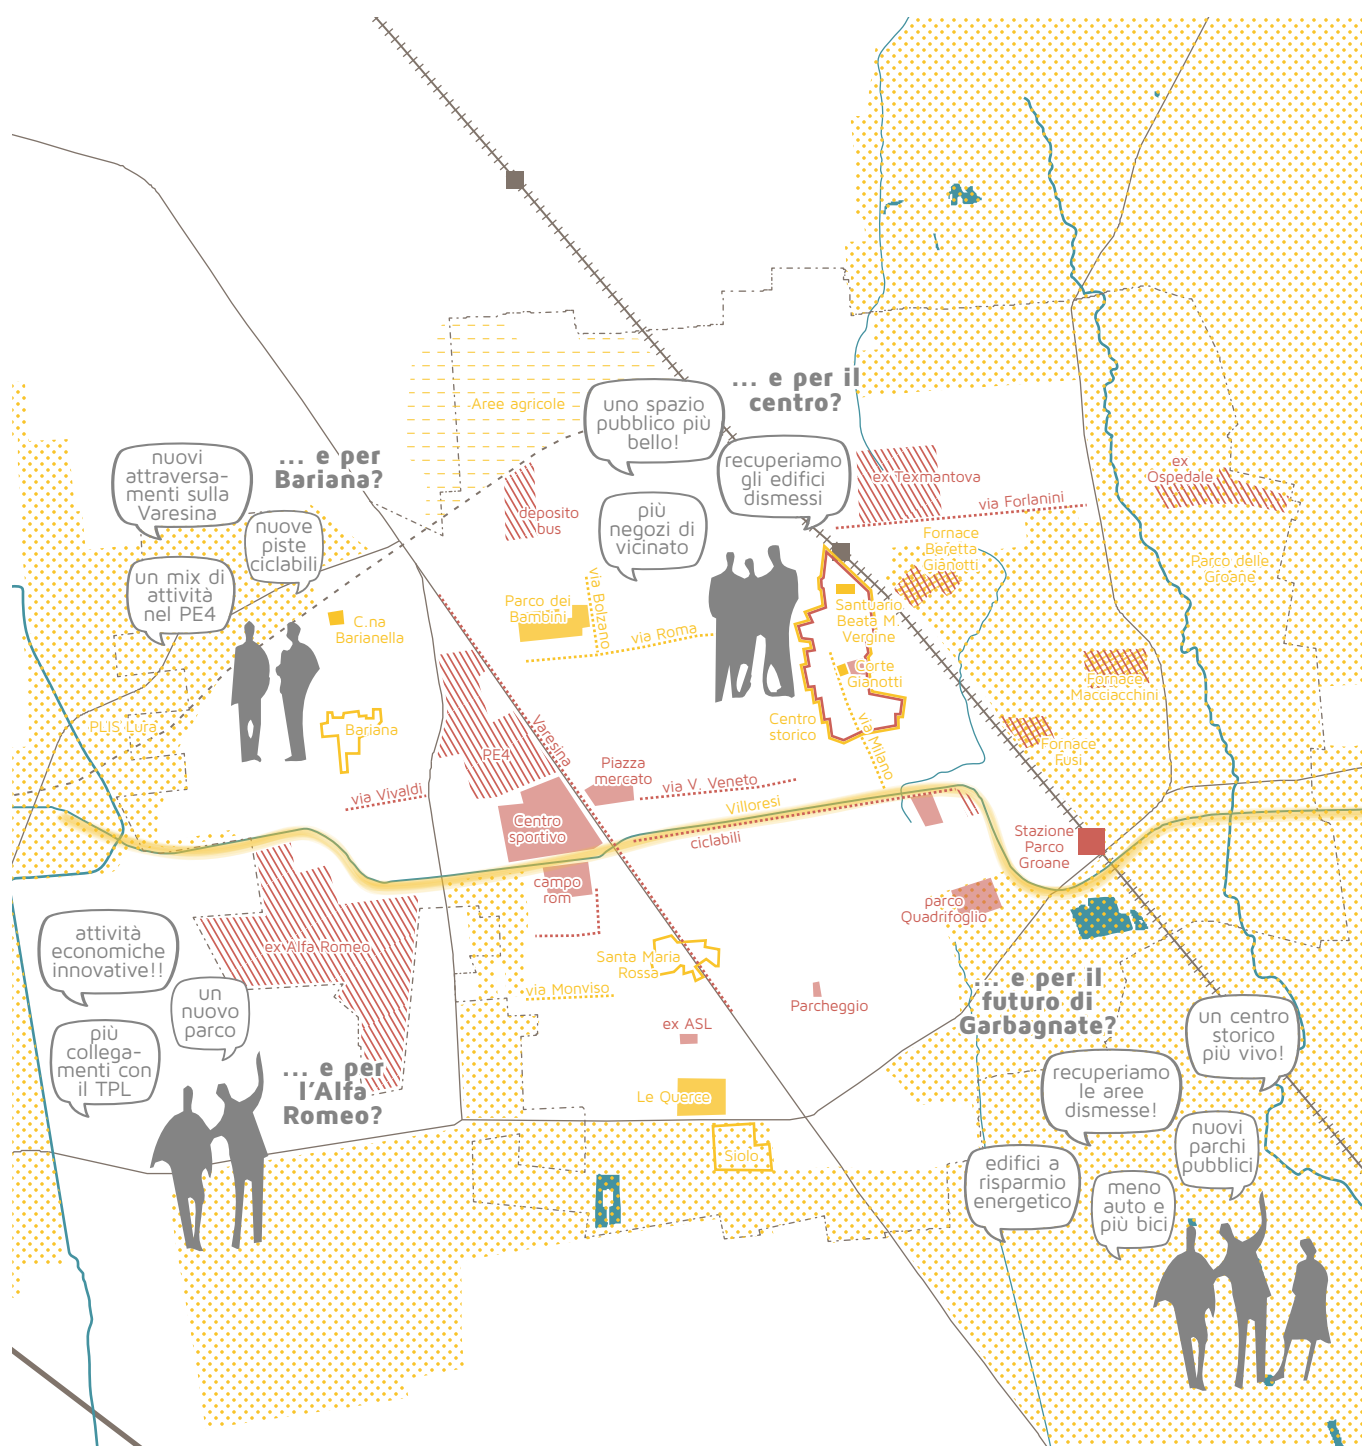 ... e per il
centro?
uno spazio
pubblico più
bello!
recuperiamo
gli edifici
dismessi
più
negozi di
vicinato
Aree agricole
... e per
Bariana?
nuovi
attraversa-
menti sulla
Varesina
nuove
piste
ciclabili
un mix di
attività
nel PE4
deposito
bus
ex Texmantova
via Forlanini
ex
Ospedale
Fornace
Beretta
Gianotti
Parco delle
Groane
C.na
Barianella
Parco dei
Bambini
via Bolzano
via Roma
Santuario
Beata M.
Vergine
Corte
Gianotti
Centro
storico
via Milano
Fornace
Macciacchini
Fornace
Fusi
PLIS Lura
Bariana
PE4
Varesina
Piazza
mercato
via V. Veneto
via Vivaldi
Villoresi
ciclabili
Centro
sportivo
Stazione
Parco
Groane
campo
rom
parco
Quadrifoglio
ex Alfa Romeo
Santa Maria
Rossa
via Monviso
Parcheggio
ex ASL
Le Querce
Siolo
attività
economiche
innovative!!
un
nuovo
parco
più
collega-
menti con
il TPL
... e per
l'Alfa
Romeo?
... e per il
futuro di
Garbagnate?
un centro
storico
più vivo!
recuperiamo
le aree
dismesse!
nuovi
parchi
pubblici
edifici a
risparmio
energetico
meno
auto e
più bici